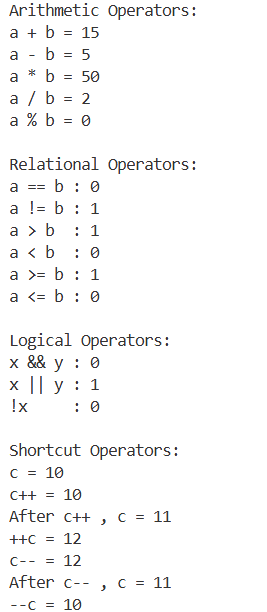 Arithmetic Operators:
a + b = 15
a - b = 5
a * b = 50
a / b = 2
a % b = 0

Relational Operators:
a == b : 0
a != b : 1
a > b  : 1
a < b  : 0
a >= b : 1
a <= b : 0

Logical Operators:
x && y : 0
x || y : 1
!x     : 0

Shortcut Operators:
c = 10
c++ = 10
After c++ , c = 11
++c = 12
c-- = 12
After c-- , c = 11
--c = 10